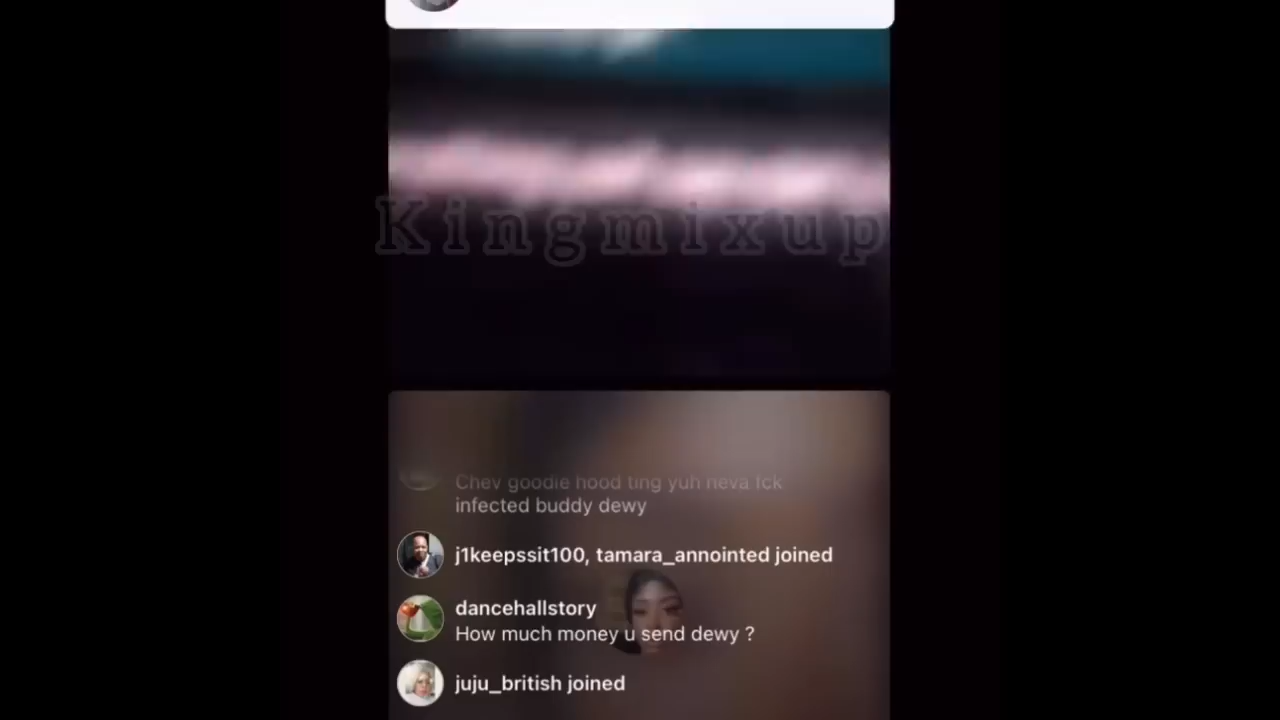 Kingmixup
Chev goodie hood ting yuh neva fck
infected buddy dewy
j1keepssit100, tamara_annointed joined
dancehallstory
How much money u send dewy ?
juju_british joined